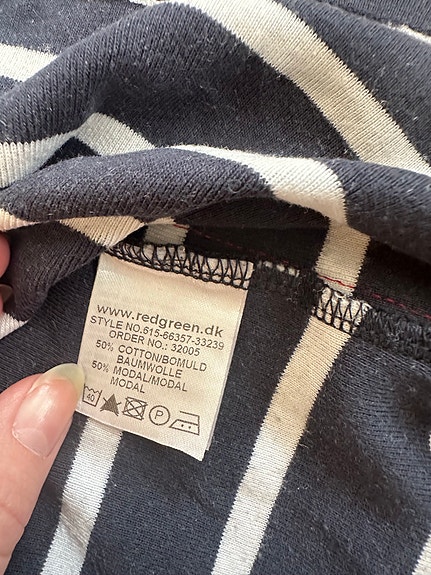 www.redgreen.dk
STYLE NO.615-66357-33239
ORDER NO.: 32005
50% COTTON/BOMULD
BAUMWOLLE
50% MODAL/MODAL
MODAL
40 P